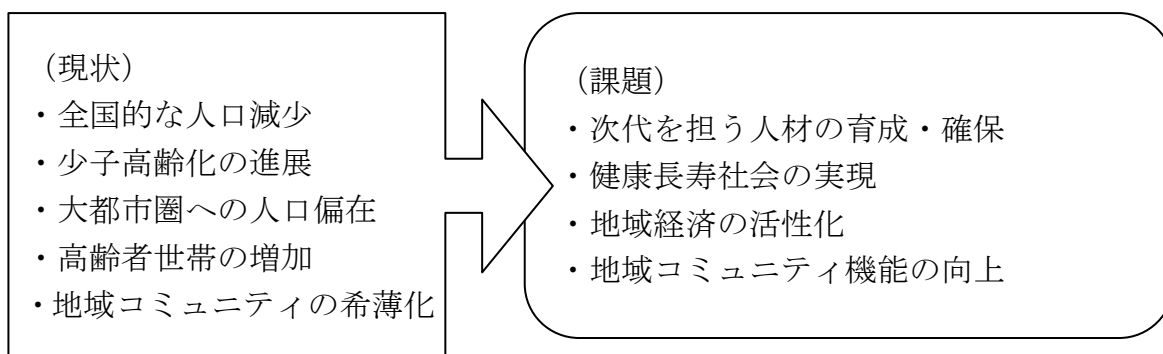 （現状）
・全国的な人口減少
・少子高齢化の進展
・大都市圏への人口偏在
・高齢者世帯の増加
・地域コミュニティの希薄化
（課題）
・次代を担う人材の育成・確保
・健康長寿社会の実現
・地域経済の活性化
・地域コミュニティ機能の向上